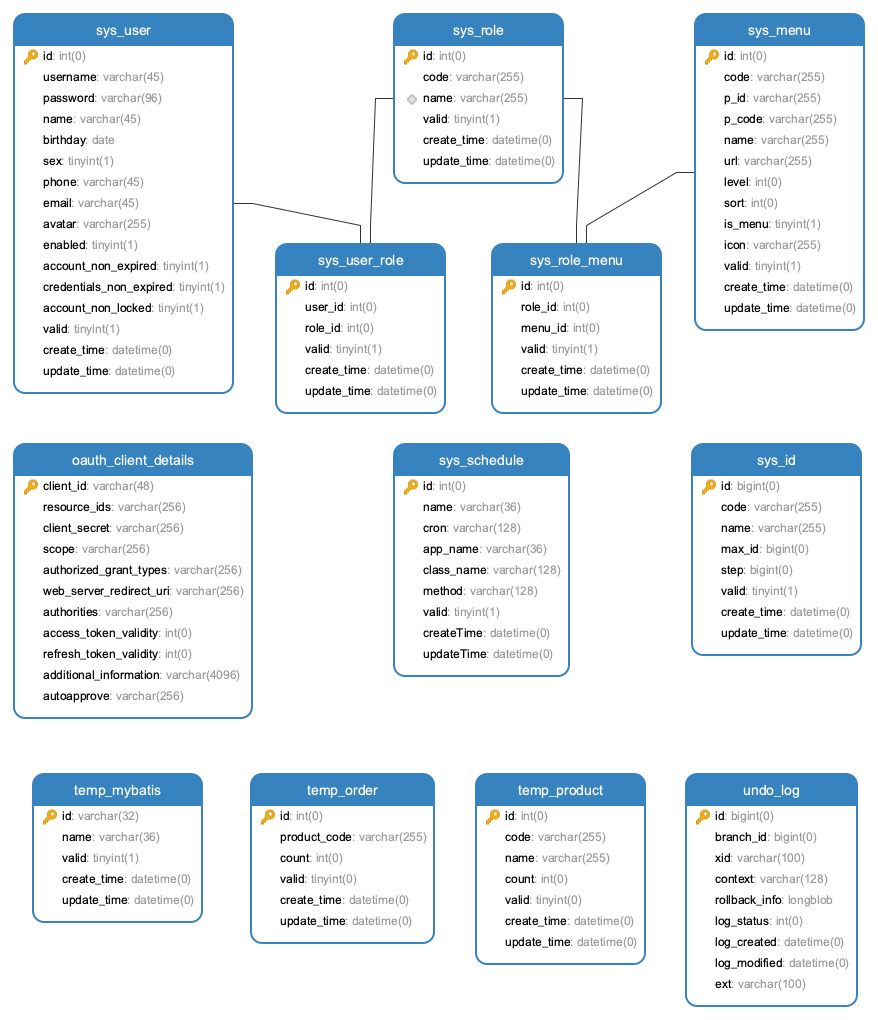 sys_user
id: int(0)
username: varchar(45)
password: varchar(96)
name: varchar(45)
birthday: date
sex: tinyint(1)
phone: varchar(45)
email: varchar(45)
avatar: varchar(255)
enabled: tinyint(1)
account_non_expired: tinyint(1)
credentials_non_expired: tinyint(1)
account_non_locked: tinyint(1)
valid: tinyint(1)
create_time: datetime(0)
update_time: datetime(0)
sys_role
id: int(0)
code: varchar(255)
name: varchar(255)
valid: tinyint(1)
create_time: datetime(0)
update_time: datetime(0)
sys_menu
id: int(0)
code: varchar(255)
p_id: varchar(255)
p_code: varchar(255)
name: varchar(255)
url: varchar(255)
level: int(0)
sort: int(0)
is_menu: tinyint(1)
icon: varchar(255)
valid: tinyint(1)
create_time: datetime(0)
update_time: datetime(0)
sys_user_role
id: int(0)
user_id: int(0)
role_id: int(0)
valid: tinyint(1)
create_time: datetime(0)
update_time: datetime(0)
sys_role_menu
id: int(0)
role_id: int(0)
menu_id: int(0)
valid: tinyint(1)
create_time: datetime(0)
update_time: datetime(0)
oauth_client_details
client_id: varchar(48)
resource_ids: varchar(256)
client_secret: varchar(256)
scope: varchar(256)
authorized_grant_types: varchar(256)
web_server_redirect_uri: varchar(256)
authorities: varchar(256)
access_token_validity: int(0)
refresh_token_validity: int(0)
additional_information: varchar(4096)
autoapprove: varchar(256)
sys_schedule
id: int(0)
name: varchar(36)
cron: varchar(128)
app_name: varchar(36)
class_name: varchar(128)
method: varchar(128)
valid: tinyint(1)
createTime: datetime(0)
updateTime: datetime(0)
sys_id
id: bigint(0)
code: varchar(255)
name: varchar(255)
max_id: bigint(0)
step: bigint(0)
valid: tinyint(1)
create_time: datetime(0)
update_time: datetime(0)
temp_mybatis
id: varchar(32)
name: varchar(36)
valid: tinyint(1)
create_time: datetime(0)
update_time: datetime(0)
temp_order
id: int(0)
product_code: varchar(255)
count: int(0)
valid: tinyint(0)
create_time: datetime(0)
update_time: datetime(0)
temp_product
id: int(0)
code: varchar(255)
name: varchar(255)
count: int(0)
valid: tinyint(0)
create_time: datetime(0)
update_time: datetime(0)
undo_log
id: bigint(0)
branch_id: bigint(0)
xid: varchar(100)
context: varchar(128)
rollback_info: longblob
log_status: int(0)
log_created: datetime(0)
log_modified: datetime(0)
ext: varchar(100)